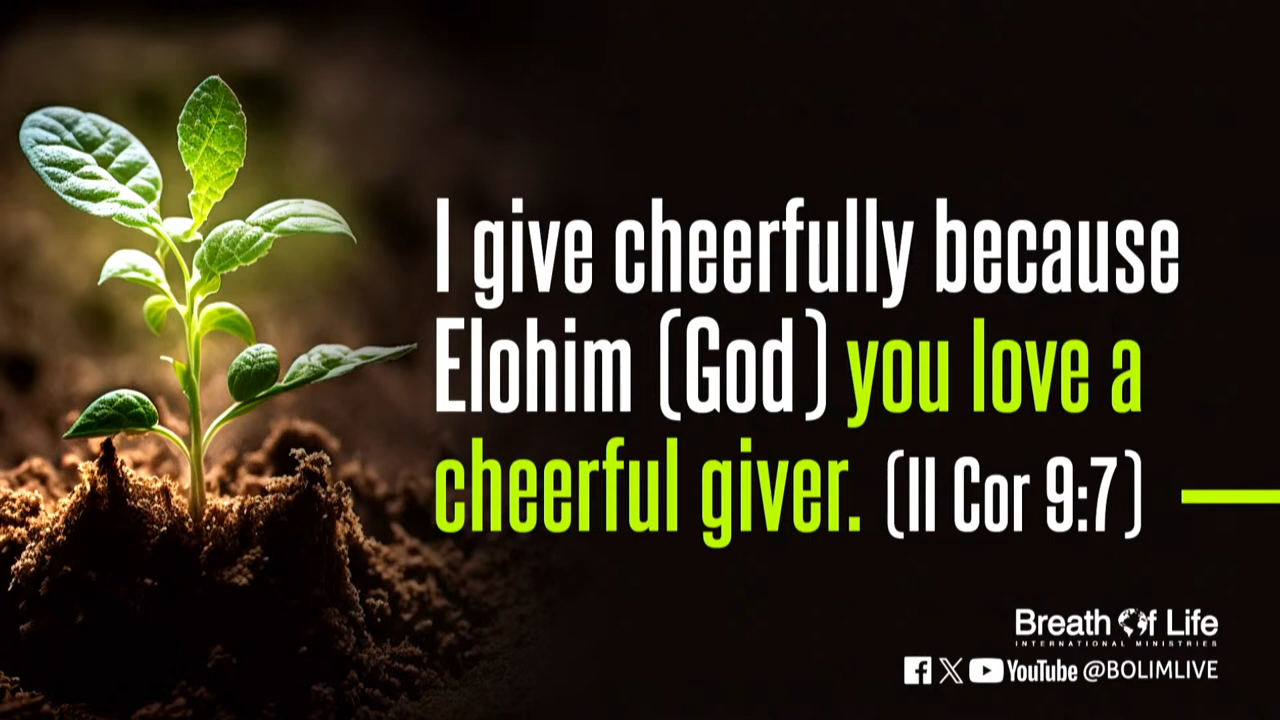 I give cheerfully because
Elohim (God) you love a
cheerful giver. (II Cor 9:7)
Breath Of Life
INTERNATIONAL MINISTRIES
YouTube @BOLIMLIVE